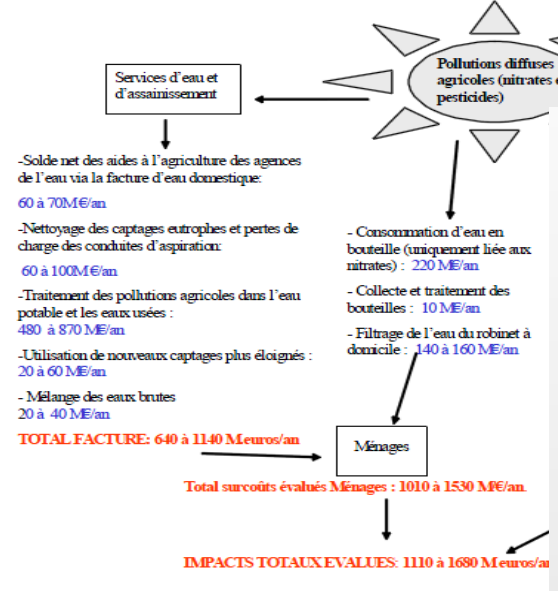 Pollutions diffuses
agricoles (nitrates
pesticides)
Services d'eau et
d'assainissement
-Solde net des aides à l'agriculture des agences
de l'eau via la facture d'eau domestique:
60 à 70M€/an
-Nettoyage des captages eutrophes et pertes de
charge des conduites d'aspiration:
60 à 100M€/an
-Traitement des pollutions agricoles dans l'eau
potable et les eaux usées :
480 à 870 M€/an
-Utilisation de nouveaux captages plus éloignés :
20 à 60 M€/an
- Mélange des eaux brutes
20 à 40 M€/an
TOTAL FACTURE: 640 à 1140 M.euros/an
- Consommation d'eau en
bouteille (uniquement liée aux
nitrates) : 220 M€/an
- Collecte et traitement des
bouteilles : 10 M€/an
- Filtrage de l'eau du robinet à
domicile : 140 à 160 M€/an
Ménages
Total surcoûts évalués Ménages : 1010 à 1530 M€/an.
IMPACTS TOTAUX EVALUES: 1110 à 1680 M.euros/an